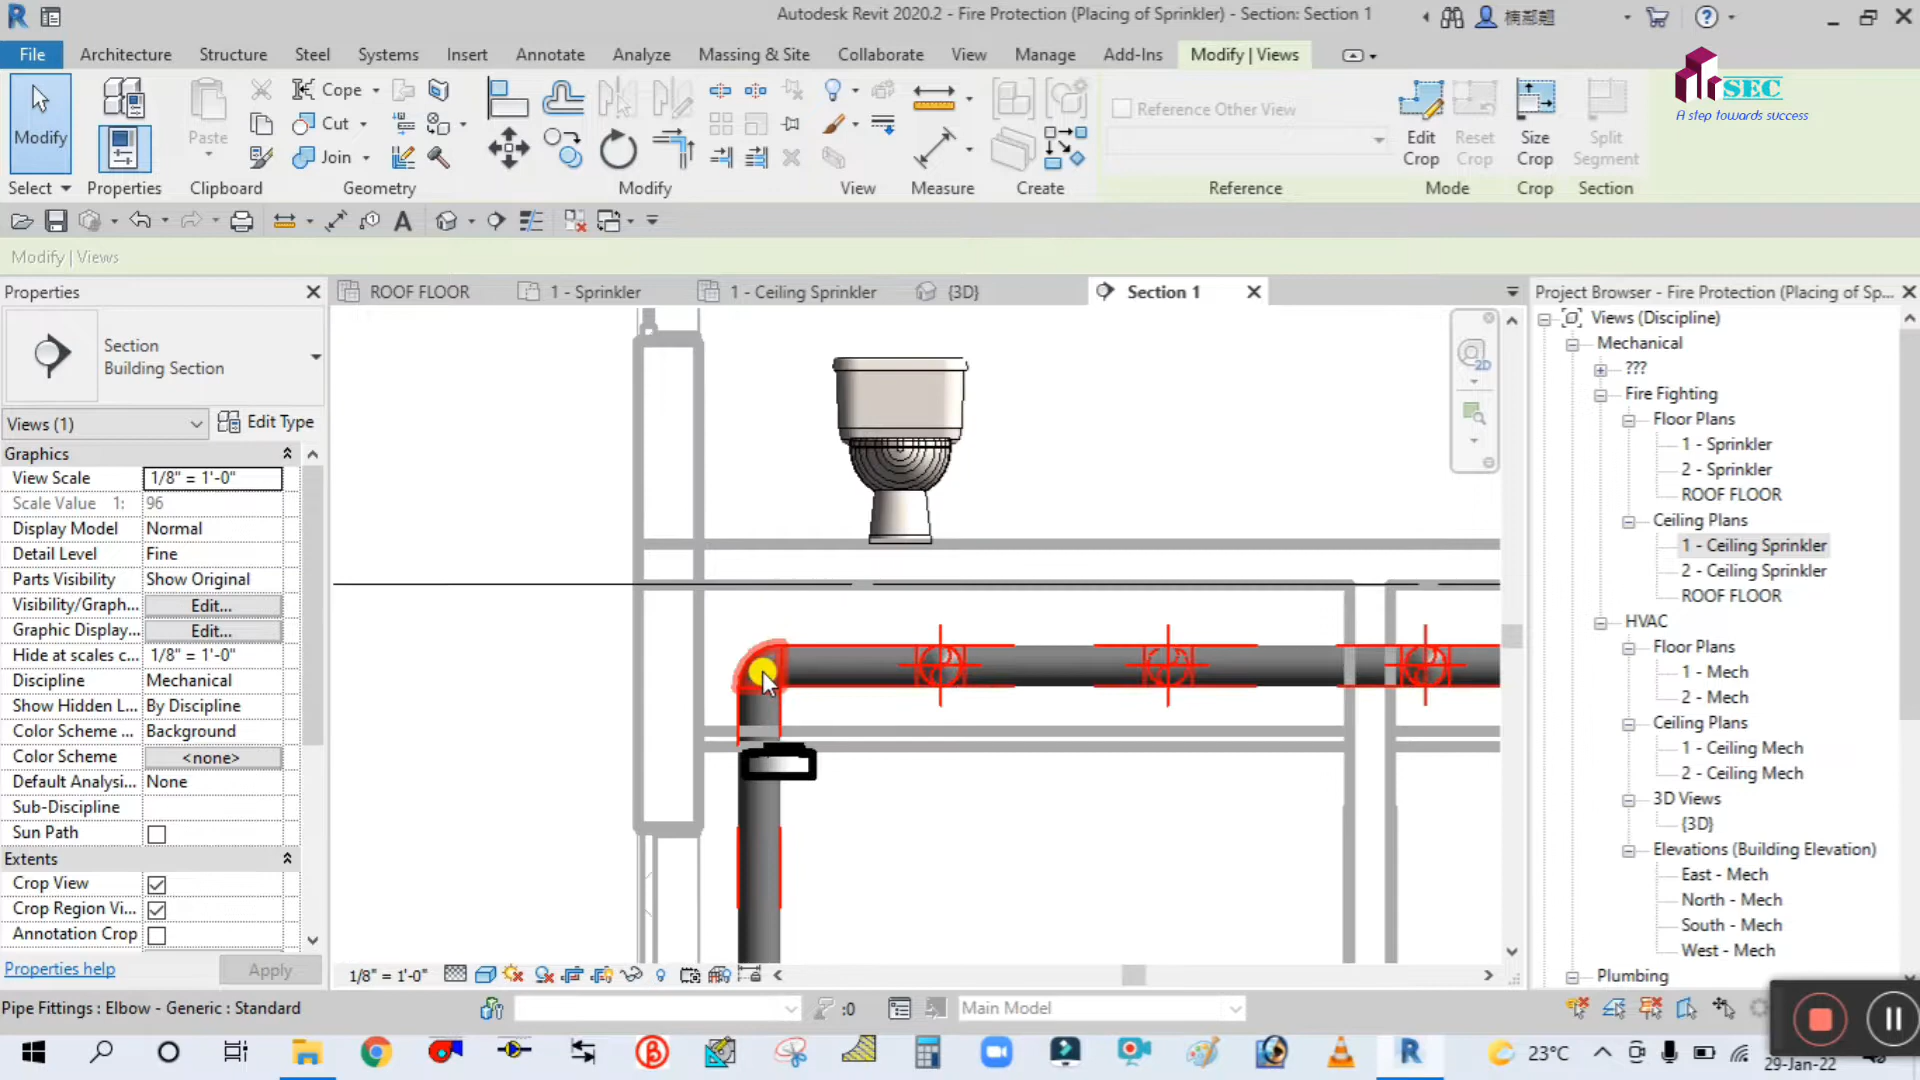 Autodesk Revit 2020.2 - Fire Protection (Placing of Sprinkler) - Section: Section 1
File Architecture Structure Steel Systems Insert Annotate Analyze Massing & Site Collaborate View Manage Add-Ins Modify | Views
SEC
A step towards success
Modify
Paste
Cope
Cut
Join
Reference Other View
Edit Crop
Reset Crop
Size Crop
Split Segment
Select Properties Clipboard Geometry Modify View Measure Create Reference Mode Crop Section
Modify | Views
Properties
Section
Building Section
Views (1) Edit Type
Graphics
View Scale 1/8" = 1'-0"
Scale Value 1: 96
Display Model Normal
Detail Level Fine
Parts Visibility Show Original
Visibility/Graph... Edit...
Graphic Display... Edit...
Hide at scales c... 1/8" = 1'-0"
Discipline Mechanical
Show Hidden L... By Discipline
Color Scheme ... Background
Color Scheme <none>
Default Analysi... None
Sub-Discipline
Sun Path
Extents
Crop View
Crop Region Vi...
Annotation Crop
Properties help Apply
ROOF FLOOR 1 - Sprinkler 1 - Ceiling Sprinkler {3D} Section 1
2D
1/8" = 1'-0"
Project Browser - Fire Protection (Placing of Sp...
Views (Discipline)
Mechanical
???
Fire Fighting
Floor Plans
1 - Sprinkler
2 - Sprinkler
ROOF FLOOR
Ceiling Plans
1 - Ceiling Sprinkler
2 - Ceiling Sprinkler
ROOF FLOOR
HVAC
Floor Plans
1 - Mech
2 - Mech
Ceiling Plans
1 - Ceiling Mech
2 - Ceiling Mech
3D Views
{3D}
Elevations (Building Elevation)
East - Mech
North - Mech
South - Mech
West - Mech
Plumbing
Pipe Fittings : Elbow - Generic : Standard
:0
Main Model
23°C
29-Jan-22